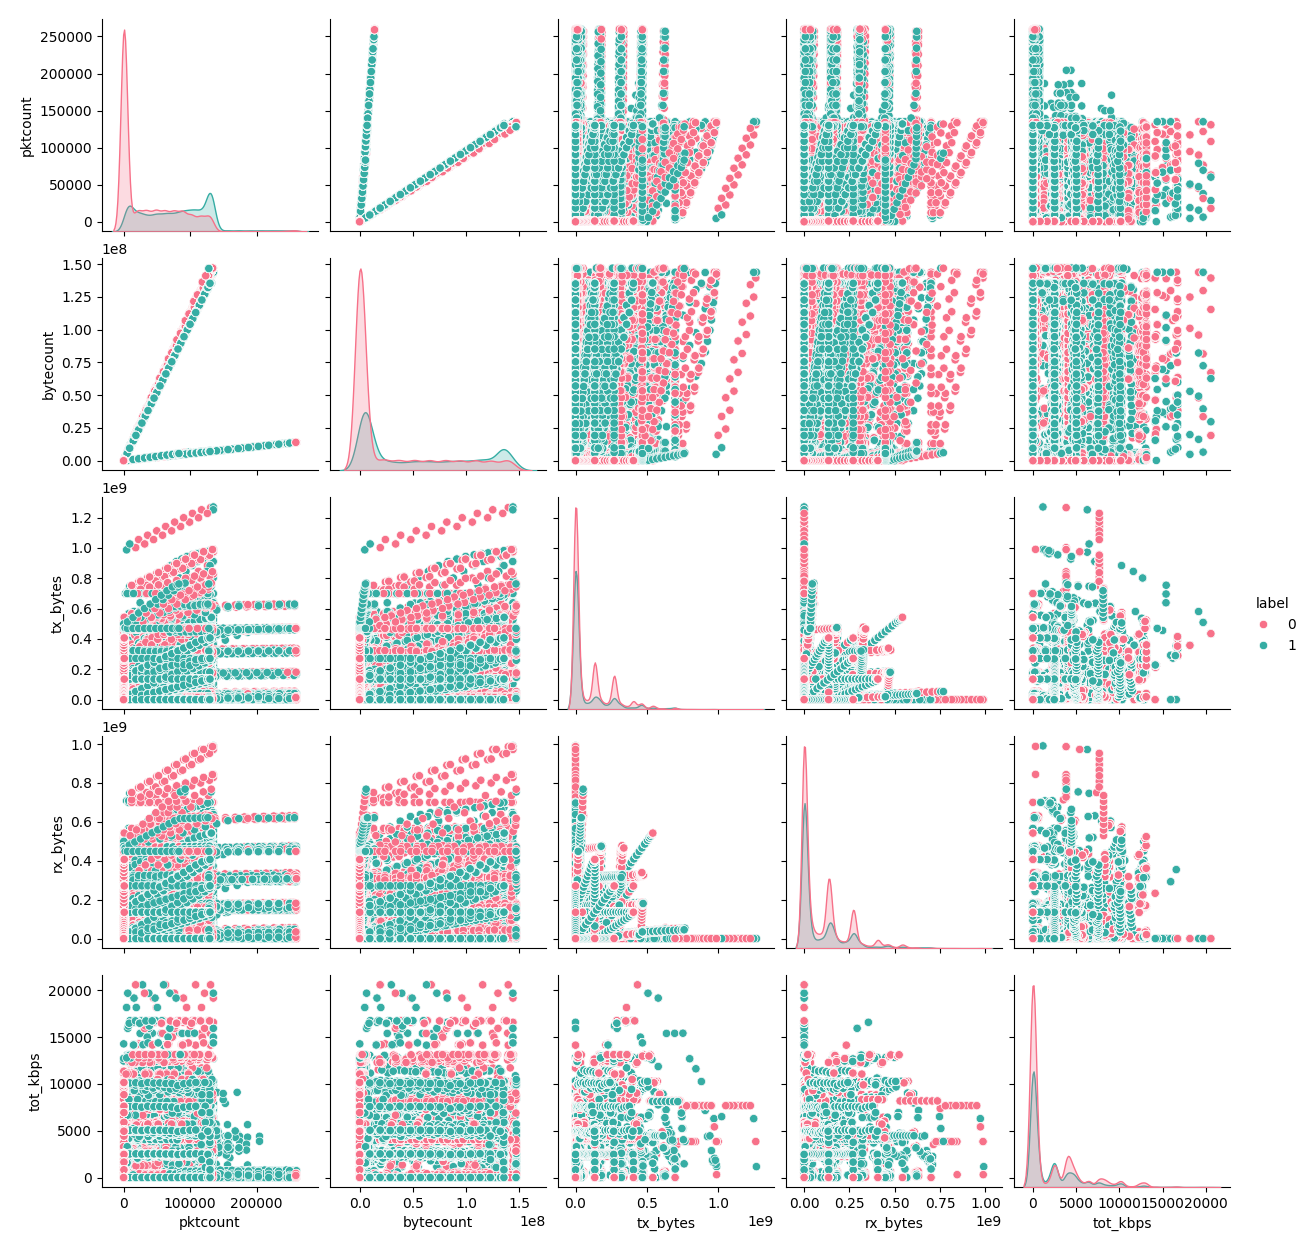 250000
200000
150000
100000
50000
0
pktcount
1e8
1.50
1.25
1.00
0.75
0.50
0.25
0.00
bytecount
1e9
1.2
1.0
0.8
0.6
0.4
0.2
0.0
tx_bytes
label
0
1
1e9
1.0
0.8
0.6
0.4
0.2
0.0
rx_bytes
20000
15000
10000
5000
0
tot_kbps
0 100000 200000
pktcount
0.0 0.5 1.0 1.5
1e8
bytecount
0.0 0.5 1.0
1e9
tx_bytes
0.00 0.25 0.50 0.75 1.00
1e9
rx_bytes
0 5000 10000 15000 20000
tot_kbps